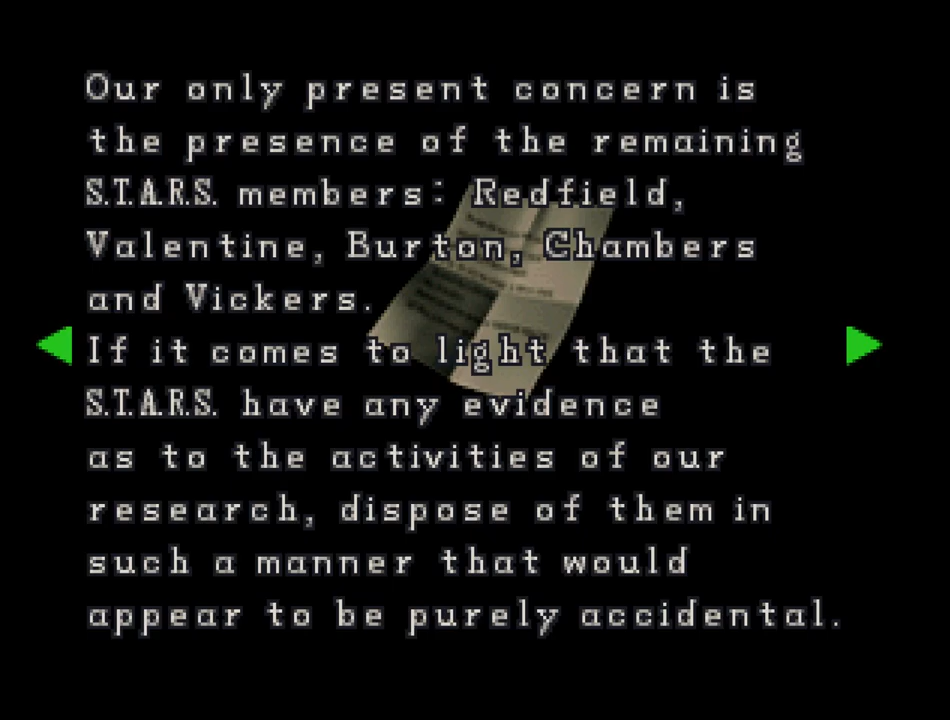 Our only present concern is
the presence of the remaining
S.T.A.R.S. members: Redfield,
Valentine, Burton, Chambers
and Vickers.
If it comes to light that the
S.T.A.R.S. have any evidence
as to the activities of our
research, dispose of them in
such a manner that would
appear to be purely accidental.